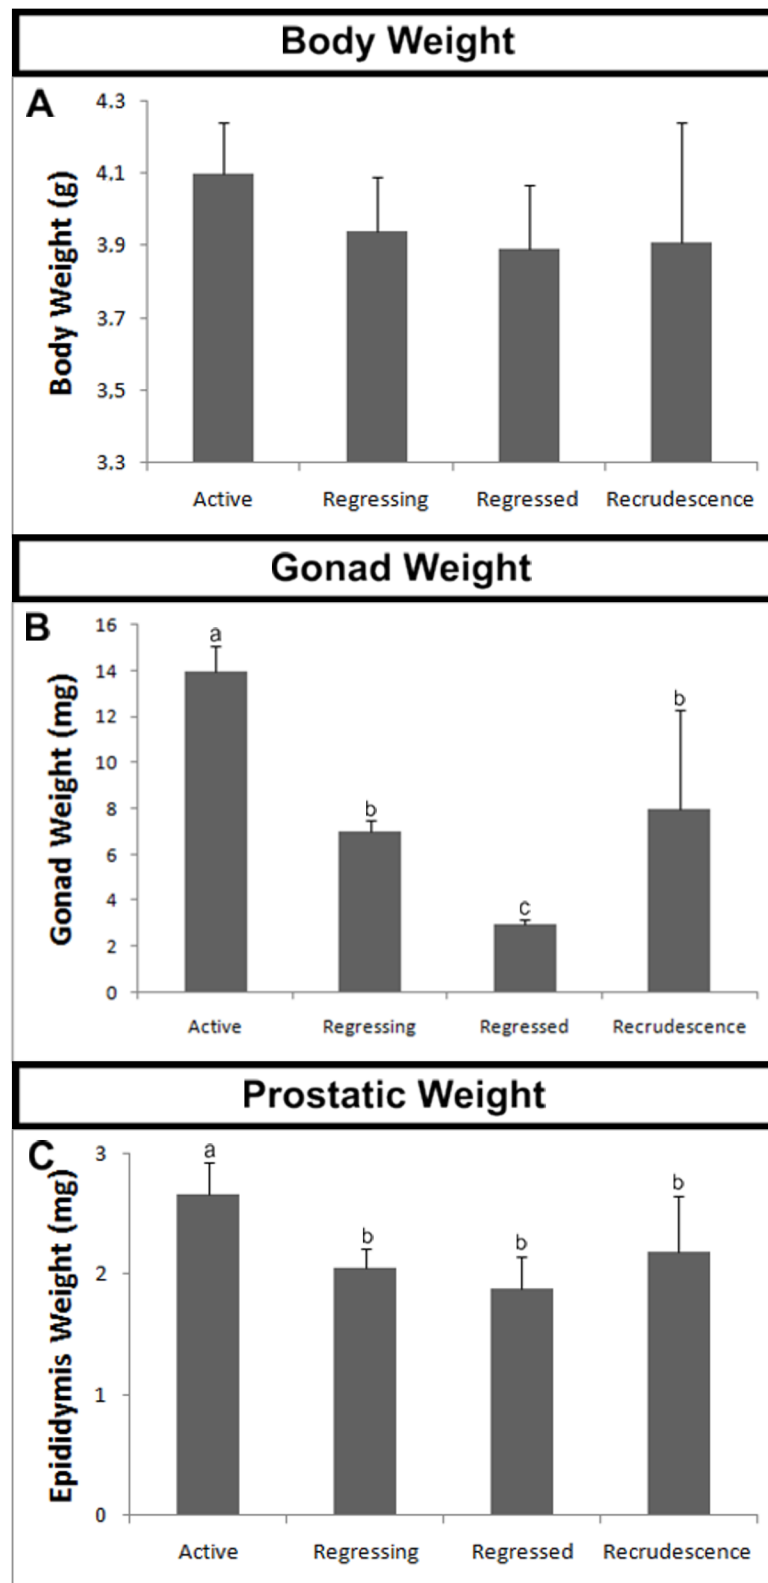 Body Weight
A
Body Weight (g)
4.3
4.1
3.9
3.7
3.5
3.3
Active Regressing Regressed Recrudescence
Gonad Weight
B
Gonad Weight (mg)
16
14
12
10
8
6
4
2
0
a
b
c
b
Active Regressing Regressed Recrudescence
Prostatic Weight
C
Epididymis Weight (mg)
3
2
1
0
a
b
b
b
Active Regressing Regressed Recrudescence